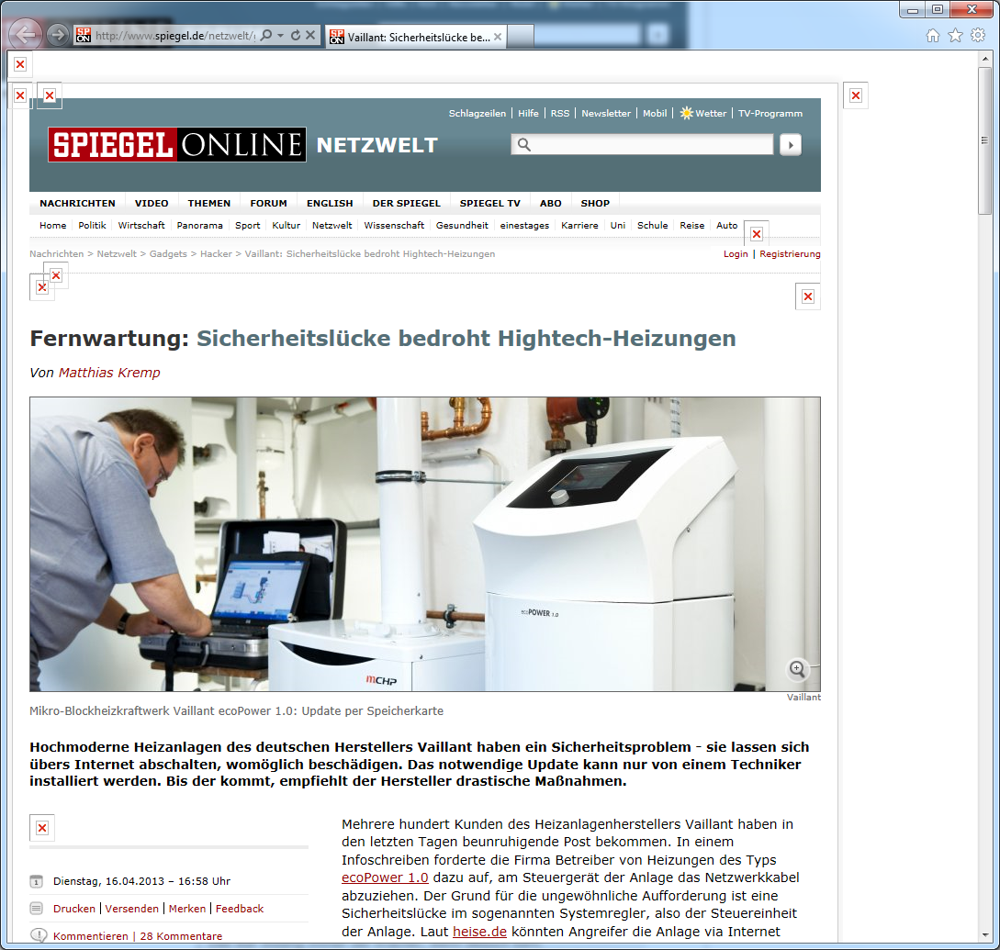 http://www.spiegel.de/netzwelt/
Vaillant: Sicherheitslücke be...
Schlagzeilen | Hilfe | RSS | Newsletter | Mobil | Wetter | TV-Programm
SPIEGEL ONLINE NETZWELT
NACHRICHTEN VIDEO THEMEN FORUM ENGLISH DER SPIEGEL SPIEGEL TV ABO SHOP
Home Politik Wirtschaft Panorama Sport Kultur Netzwelt Wissenschaft Gesundheit einestages Karriere Uni Schule Reise Auto
Nachrichten > Netzwelt > Gadgets > Hacker > Vaillant: Sicherheitslücke bedroht Hightech-Heizungen
Login | Registrierung
Fernwartung: Sicherheitslücke bedroht Hightech-Heizungen
Von Matthias Kremp
ecoPOWER 1.0
mCHP
Vaillant
Mikro-Blockheizkraftwerk Vaillant ecoPower 1.0: Update per Speicherkarte
Hochmoderne Heizanlagen des deutschen Herstellers Vaillant haben ein Sicherheitsproblem - sie lassen sich
übers Internet abschalten, womöglich beschädigen. Das notwendige Update kann nur von einem Techniker
installiert werden. Bis der kommt, empfiehlt der Hersteller drastische Maßnahmen.
Dienstag, 16.04.2013 – 16:58 Uhr
Drucken | Versenden | Merken | Feedback
Kommentieren | 28 Kommentare
Mehrere hundert Kunden des Heizanlagenherstellers Vaillant haben in
den letzten Tagen beunruhigende Post bekommen. In einem
Infoschreiben forderte die Firma Betreiber von Heizungen des Typs
ecoPower 1.0 dazu auf, am Steuergerät der Anlage das Netzwerkkabel
abzuziehen. Der Grund für die ungewöhnliche Aufforderung ist eine
Sicherheitslücke im sogenannten Systemregler, also der Steuereinheit
der Anlage. Laut heise.de könnten Angreifer die Anlage via Internet